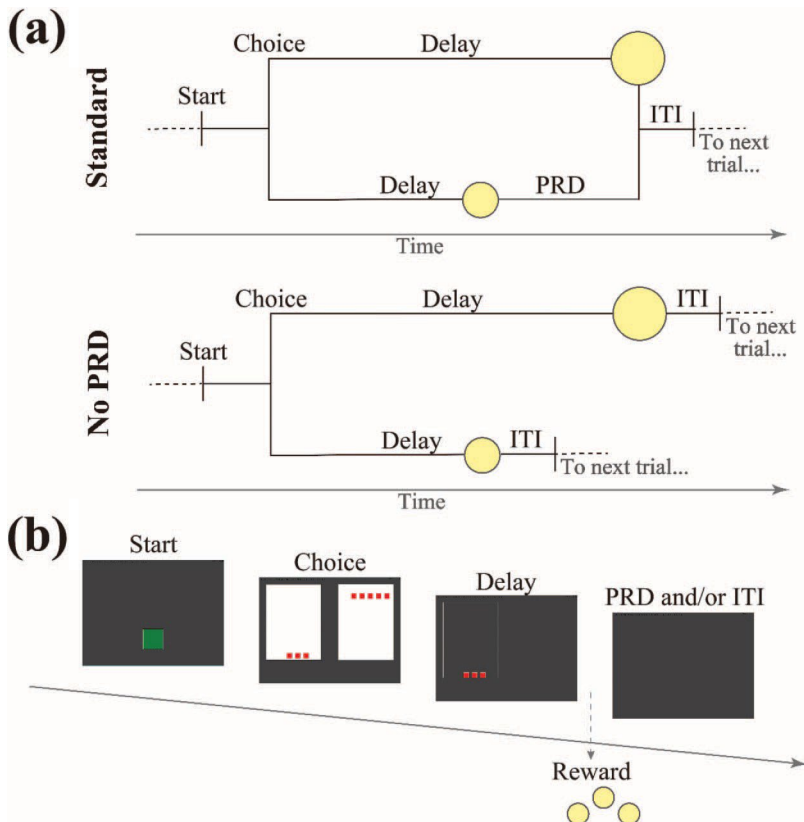 (a)
Standard
Choice
Delay
Start
ITI
To next
trial...
Delay
PRD
Time
No PRD
Choice
Delay
ITI
To next
trial...
Start
Delay
ITI
To next trial...
Time
(b)
Start
Choice
Delay
PRD and/or ITI
Reward